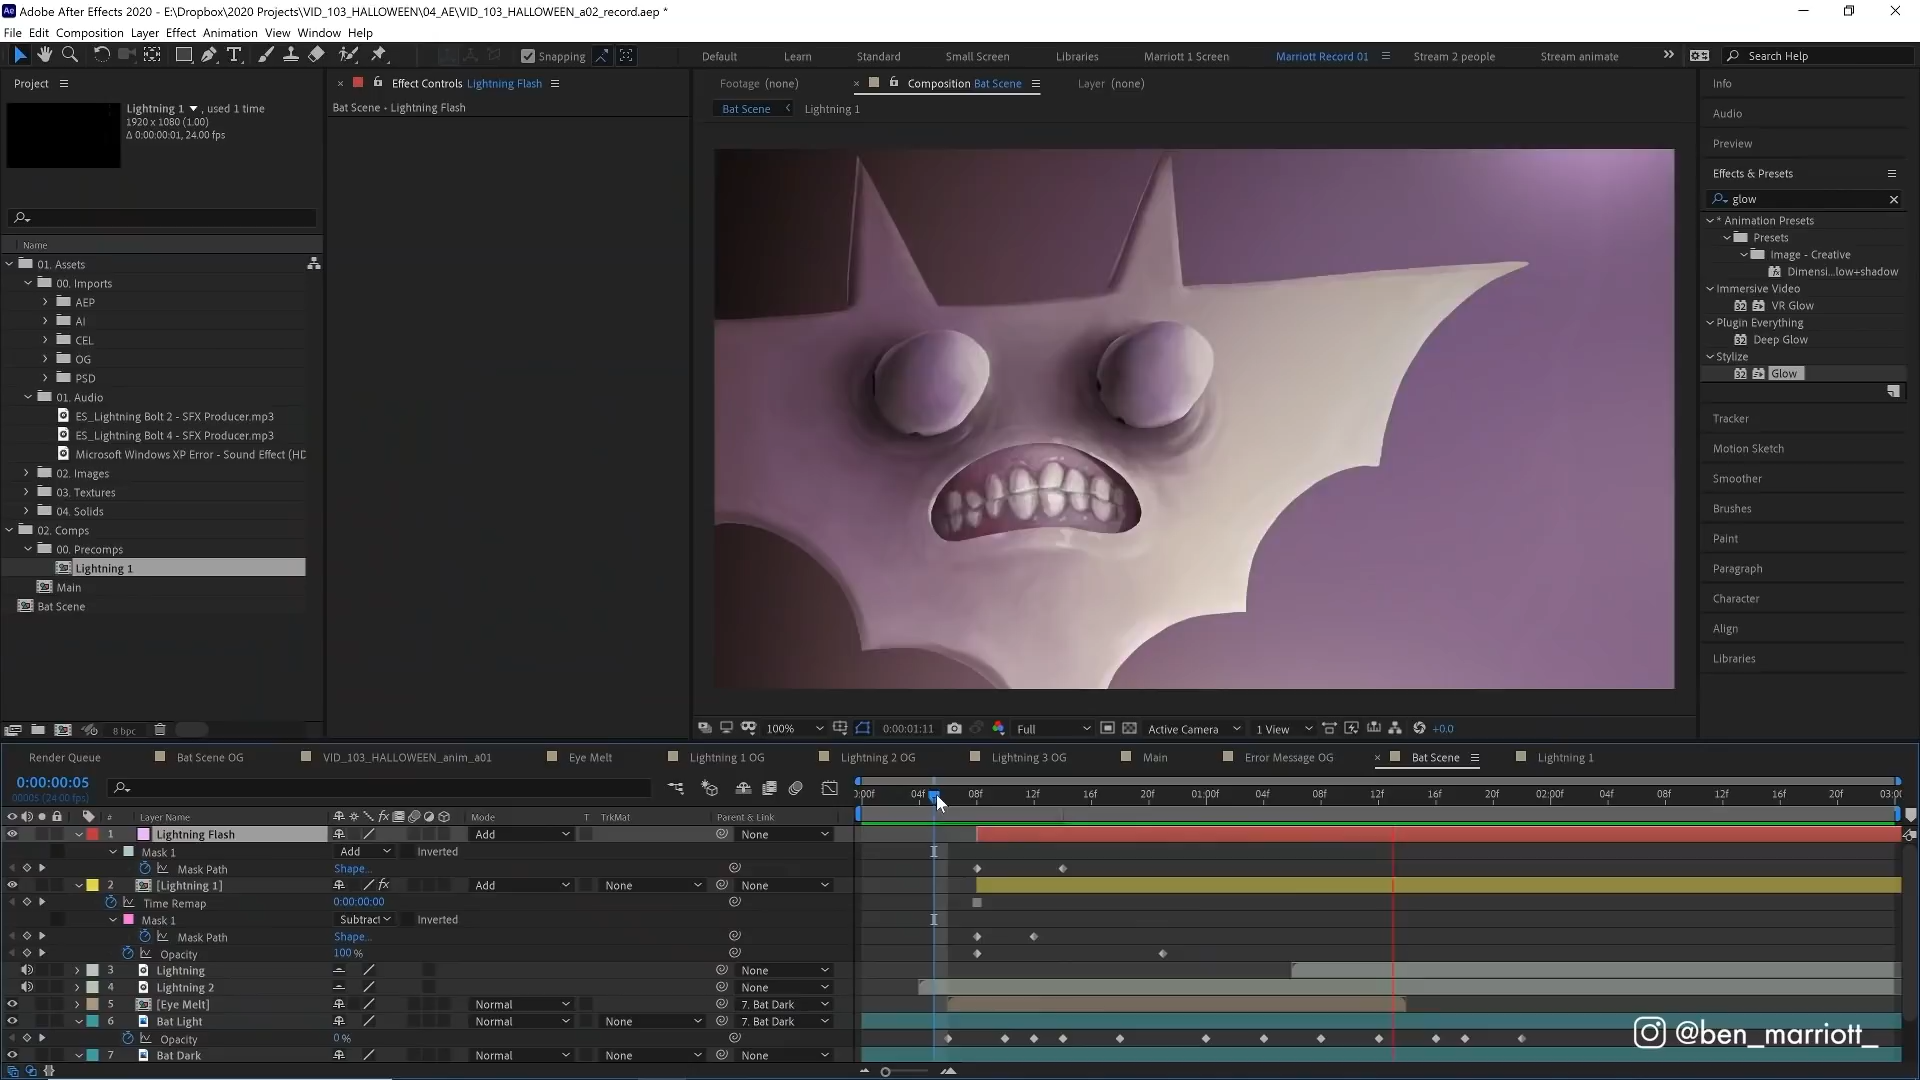 Adobe After Effects 2020 - E:\Dropbox\2020 Projects\VID_103_HALLOWEEN\04_AE\VID_103_HALLOWEEN_a02_record.aep *
File Edit Composition Layer Effect Animation View Window Help
Snapping
Default Learn Standard Small Screen Libraries Marriott 1 Screen Marriott Record 01 Stream 2 people Stream animate
Search Help
Project
Lightning 1 , used 1 time
1920 x 1080 (1.00)
Δ 0:00:00:01, 24.00 fps
Name
01. Assets
00. Imports
AEP
AI
CEL
OG
PSD
01. Audio
ES_Lightning Bolt 2 - SFX Producer.mp3
ES_Lightning Bolt 4 - SFX Producer.mp3
Microsoft Windows XP Error - Sound Effect (HD
02. Images
03. Textures
04. Solids
02. Comps
00. Precomps
Lightning 1
Main
Bat Scene
8 bpc
Effect Controls Lightning Flash
Bat Scene • Lightning Flash
Footage (none) Composition Bat Scene Layer (none)
Bat Scene Lightning 1
100% 0:00:01:11 Full Active Camera 1 View +0.0
Info
Audio
Preview
Effects & Presets
glow
* Animation Presets
Presets
Image - Creative
Dimensi...low+shadow
Immersive Video
VR Glow
Plugin Everything
Deep Glow
Stylize
Glow
Tracker
Motion Sketch
Smoother
Brushes
Paint
Paragraph
Character
Align
Libraries
Render Queue Bat Scene OG VID_103_HALLOWEEN_anim_a01 Eye Melt Lightning 1 OG Lightning 2 OG Lightning 3 OG Main Error Message OG Bat Scene Lightning 1
0:00:00:05
00005 (24.00 fps)
0:00f 04f 08f 12f 16f 20f 01:00f 04f 08f 12f 16f 20f 02:00f 04f 08f 12f 16f 20f 03:00
# Layer Name Mode T TrkMat Parent & Link
1 Lightning Flash Add None
Mask 1 Add Inverted
Mask Path Shape...
2 [Lightning 1] Add None None
Time Remap 0:00:00:00
Mask 1 Subtract Inverted
Mask Path Shape...
Opacity 100 %
3 Lightning None
4 Lightning 2 None
5 [Eye Melt] Normal 7. Bat Dark
6 Bat Light Normal None 7. Bat Dark
Opacity 0 %
7 Bat Dark Normal None None
@ben_marriott_